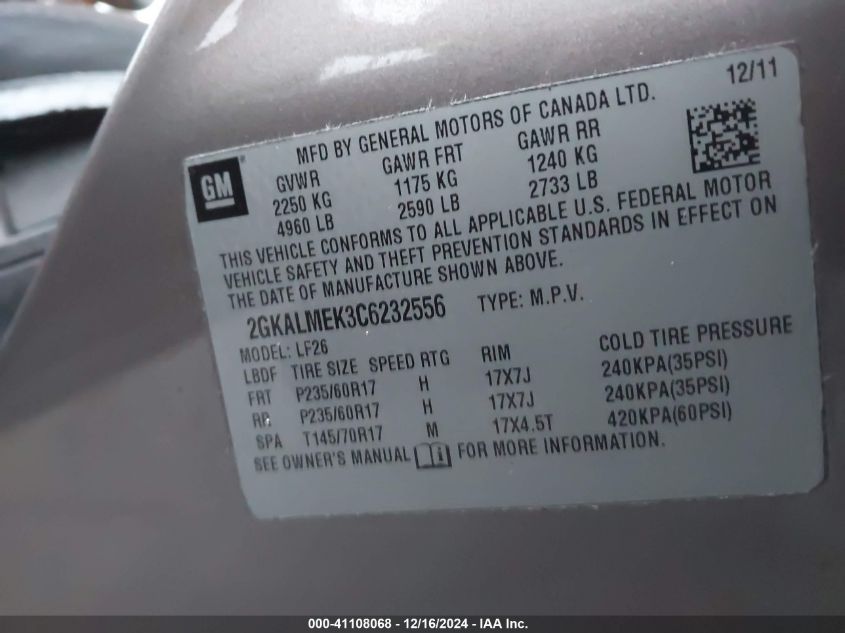 12/11
MFD BY GENERAL MOTORS OF CANADA LTD.
GM
GVWR GAWR FRT GAWR RR
2250 KG 1175 KG 1240 KG
4960 LB 2590 LB 2733 LB
THIS VEHICLE CONFORMS TO ALL APPLICABLE U.S. FEDERAL MOTOR
VEHICLE SAFETY AND THEFT PREVENTION STANDARDS IN EFFECT ON
THE DATE OF MANUFACTURE SHOWN ABOVE.
2GKALMEK3C6232556 TYPE: M.P.V.
MODEL: LF26
LBDF TIRE SIZE SPEED RTG RIM COLD TIRE PRESSURE
FRT P235/60R17 H 17X7J 240KPA(35PSI)
RR P235/60R17 H 17X7J 240KPA(35PSI)
SPA T145/70R17 M 17X4.5T 420KPA(60PSI)
SEE OWNER'S MANUAL FOR MORE INFORMATION.
000-41108068 - 12/16/2024 - IAA Inc.